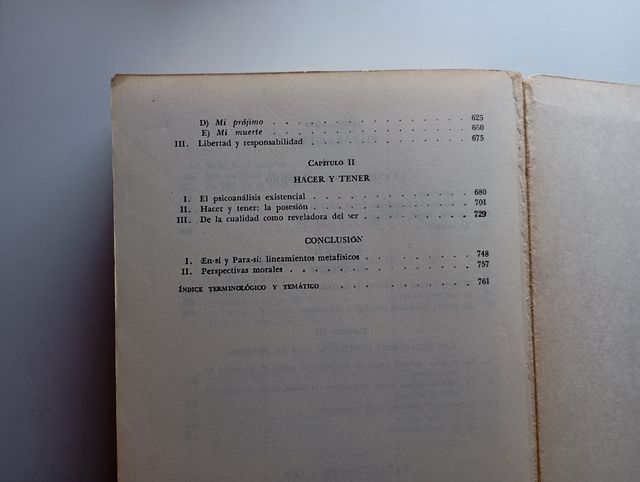 D) Mi prójimo . . . . . . . . . . . . . 625
E) Mi muerte . . . . . . . . . . . . . 650
III. Libertad y responsabilidad . . . . . . . . . . 675
CAPÍTULO II
HACER Y TENER
I. El psicoanálisis existencial . . . . . . . . . . 680
II. Hacer y tener: la posesión . . . . . . . . . . 701
III. De la cualidad como reveladora del ser . . . . . . . 729
CONCLUSIÓN
I. En-sí y Para-sí: lineamientos metafísicos . . . . . . . 748
II. Perspectivas morales . . . . . . . . . . . . 757
ÍNDICE TERMINOLÓGICO Y TEMÁTICO . . . . . . . . . 761